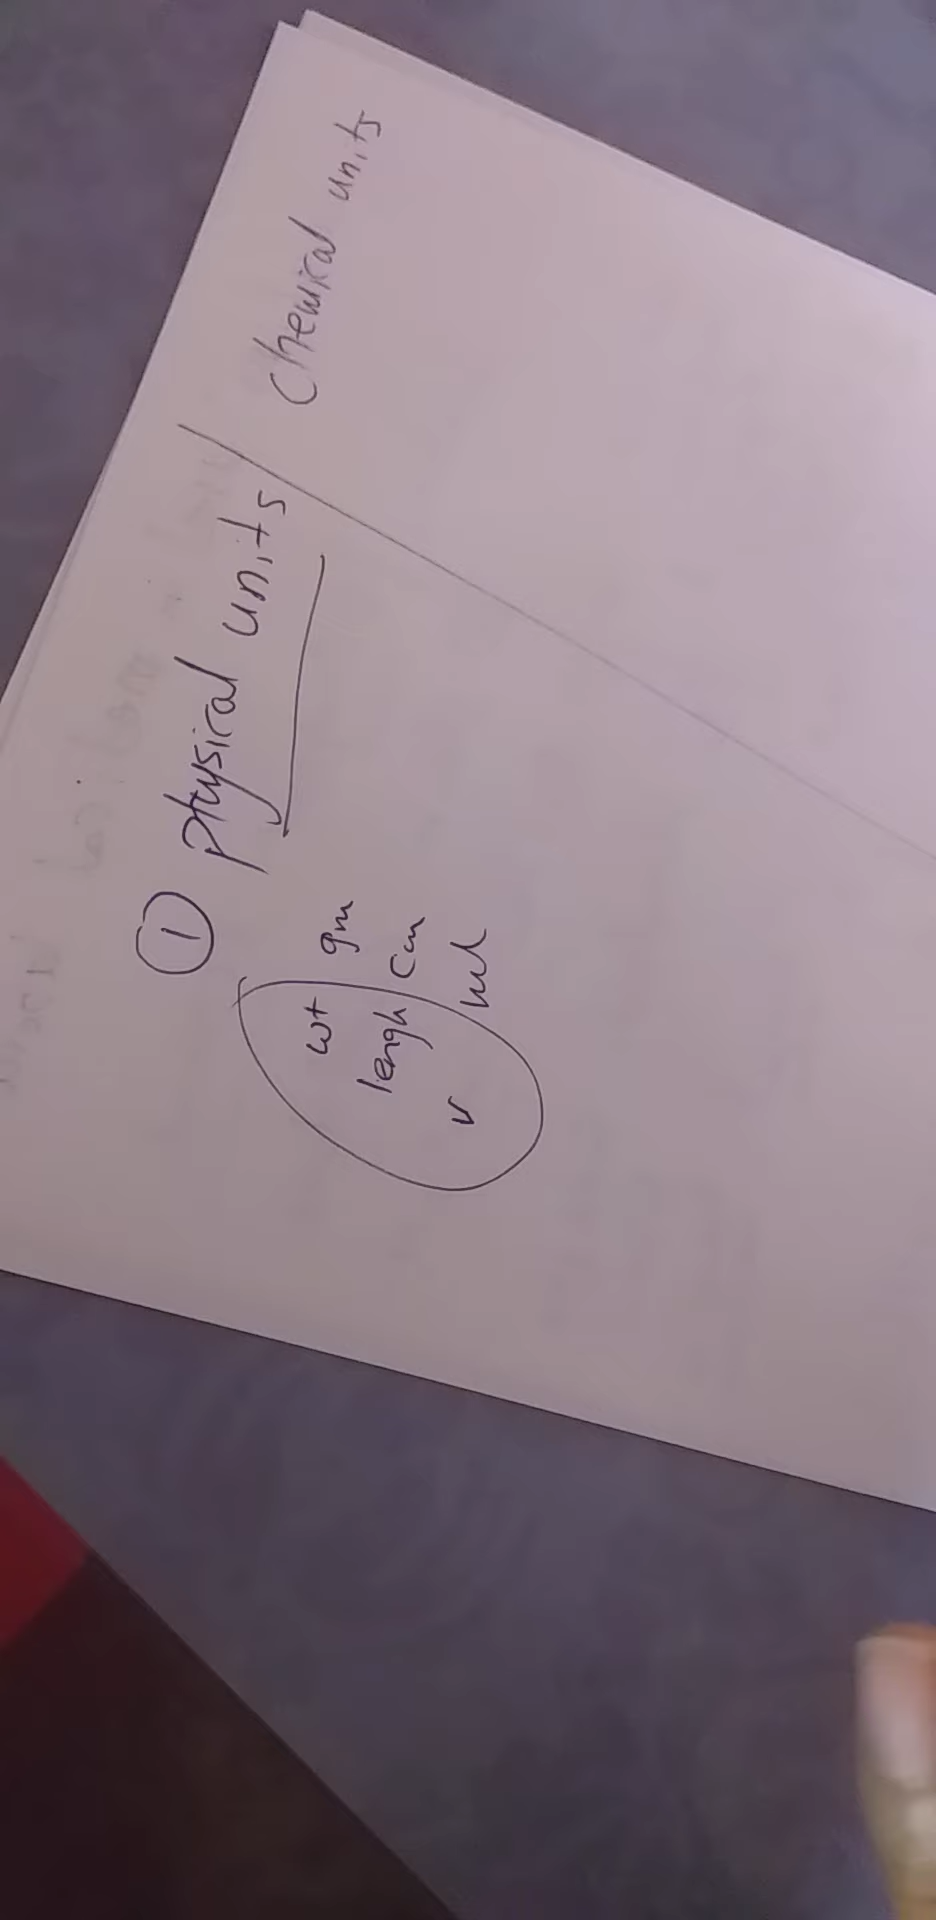 ① physical units / chemical units
wt gm
lengh cm
v ml